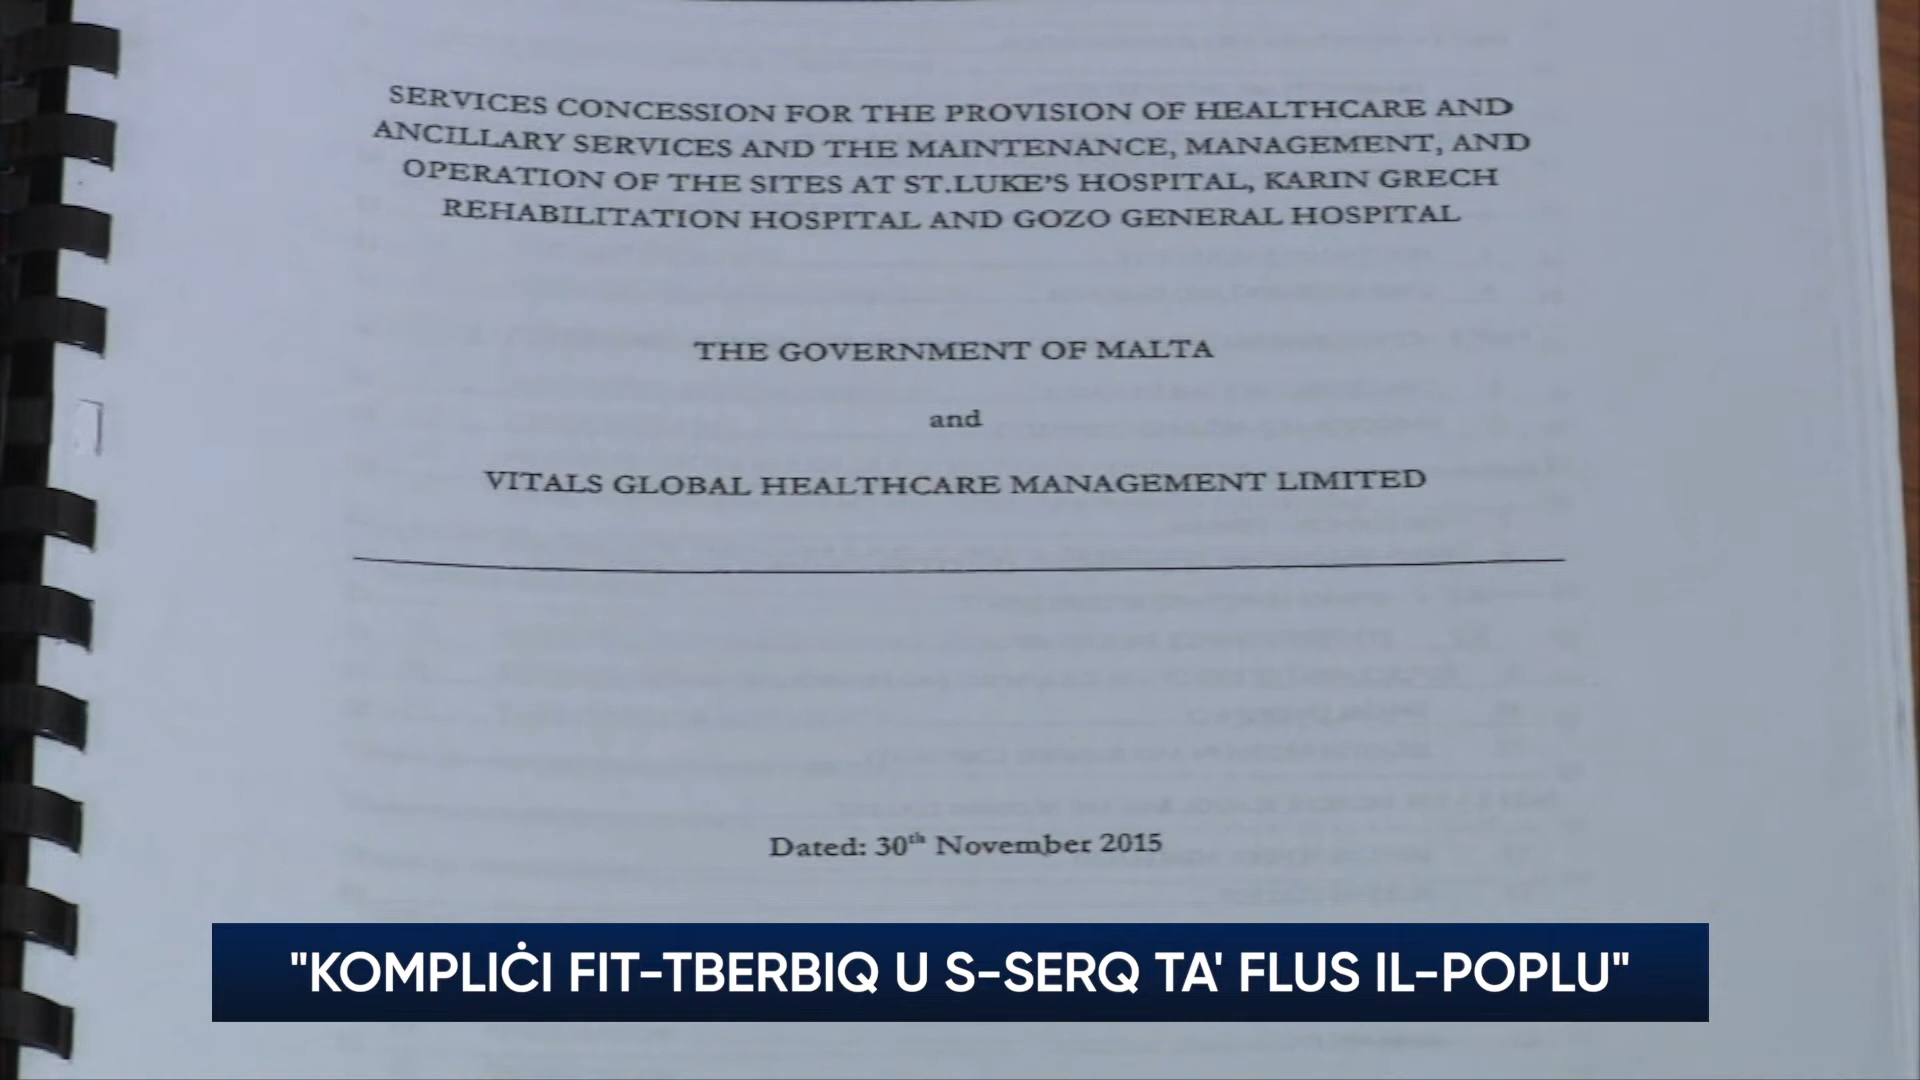 SERVICES CONCESSION FOR THE PROVISION OF HEALTHCARE AND
ANCILLARY SERVICES AND THE MAINTENANCE, MANAGEMENT, AND
OPERATION OF THE SITES AT ST.LUKE'S HOSPITAL, KARIN GRECH
REHABILITATION HOSPITAL AND GOZO GENERAL HOSPITAL
THE GOVERNMENT OF MALTA
and
VITALS GLOBAL HEALTHCARE MANAGEMENT LIMITED
Dated: 30th November 2015
"KOMPLIĊI FIT-TBERBIQ U S-SERQ TA' FLUS IL-POPLU"